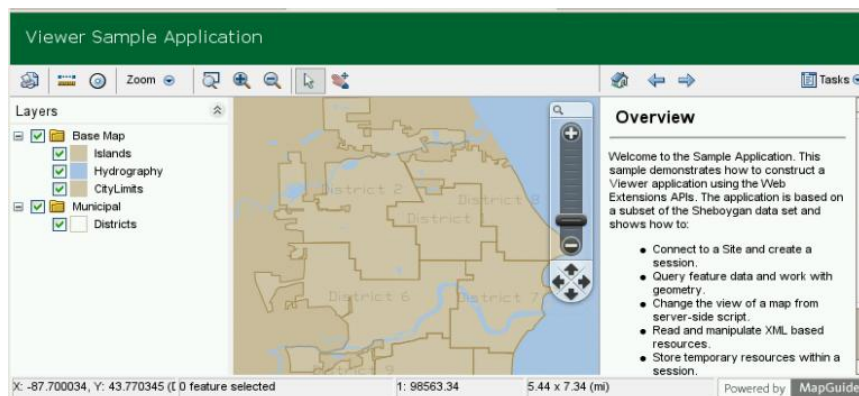 Viewer Sample Application
Zoom
Tasks
Layers
Base Map
Islands
Hydrography
CityLimits
Municipal
Districts
District 2
District 8
District
District 6
District 7
Overview
Welcome to the Sample Application. This
sample demonstrates how to construct a
Viewer application using the Web
Extensions APIs. The application is based on
a subset of the Sheboygan data set and
shows how to:
● Connect to a Site and create a
session.
● Query feature data and work with
geometry.
● Change the view of a map from
server-side script.
● Read and manipulate XML based
resources.
● Store temporary resources within a
session.
X: -87.700034, Y: 43.770345 (
0 feature selected
1: 98563.34
5.44 x 7.34 (mi)
Powered by MapGuide